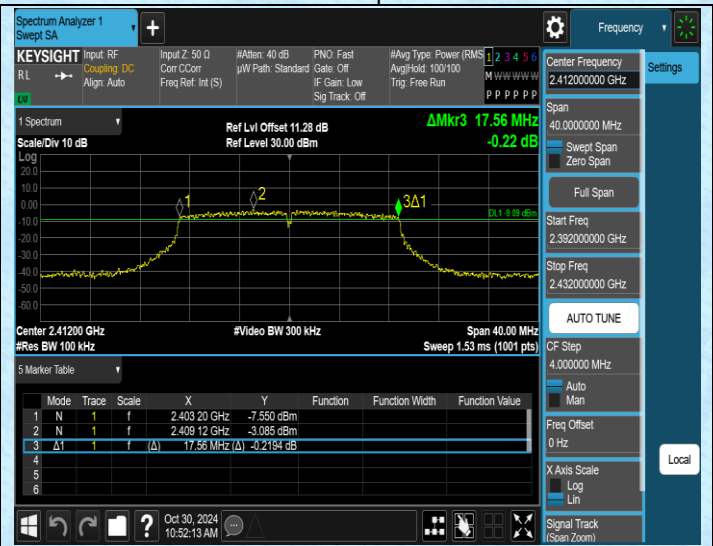 Spectrum Analyzer 1
Swept SA
+
Frequency
KEYSIGHT
RL
LXI
Input: RF
Coupling: DC
Align: Auto
Input Z: 50 Ω
Corr CCorr
Freq Ref: Int (S)
#Atten: 40 dB
µW Path: Standard
PNO: Fast
Gate: Off
IF Gain: Low
Sig Track: Off
#Avg Type: Power (RMS
Avg|Hold: 100/100
Trig: Free Run
1 2 3 4 5 6
M W W W W W
P P P P P P
1 Spectrum
Scale/Div 10 dB
Log
Ref Lvl Offset 11.28 dB
Ref Level 30.00 dBm
ΔMkr3 17.56 MHz
-0.22 dB
20.0
10.0
0.00
-10.0
-20.0
-30.0
-40.0
-50.0
-60.0
1
2
3Δ1
DL1 -9.09 dBm
Center 2.41200 GHz
#Res BW 100 kHz
#Video BW 300 kHz
Span 40.00 MHz
Sweep 1.53 ms (1001 pts)
5 Marker Table
Mode Trace Scale X Y Function Function Width Function Value
1 N 1 f 2.403 20 GHz -7.550 dBm
2 N 1 f 2.409 12 GHz -3.085 dBm
3 Δ1 1 f (Δ) 17.56 MHz (Δ) -0.2194 dB
4
5
6
?
Oct 30, 2024
10:52:13 AM
Center Frequency
2.412000000 GHz
Settings
Span
40.0000000 MHz
Swept Span
Zero Span
Full Span
Start Freq
2.392000000 GHz
Stop Freq
2.432000000 GHz
AUTO TUNE
CF Step
4.000000 MHz
Auto
Man
Freq Offset
0 Hz
X Axis Scale
Log
Lin
Signal Track
(Span Zoom)
Local